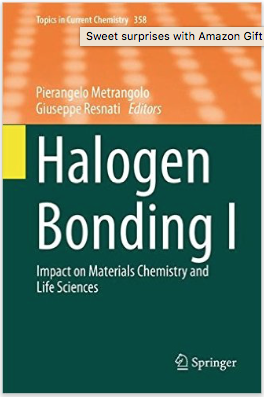 Topics in Current Chemistry 358
Sweet surprises with Amazon Gift
Pierangelo Metrangolo
Giuseppe Resnati Editors
Halogen
Bonding I
Impact on Materials Chemistry and
Life Sciences
Springer